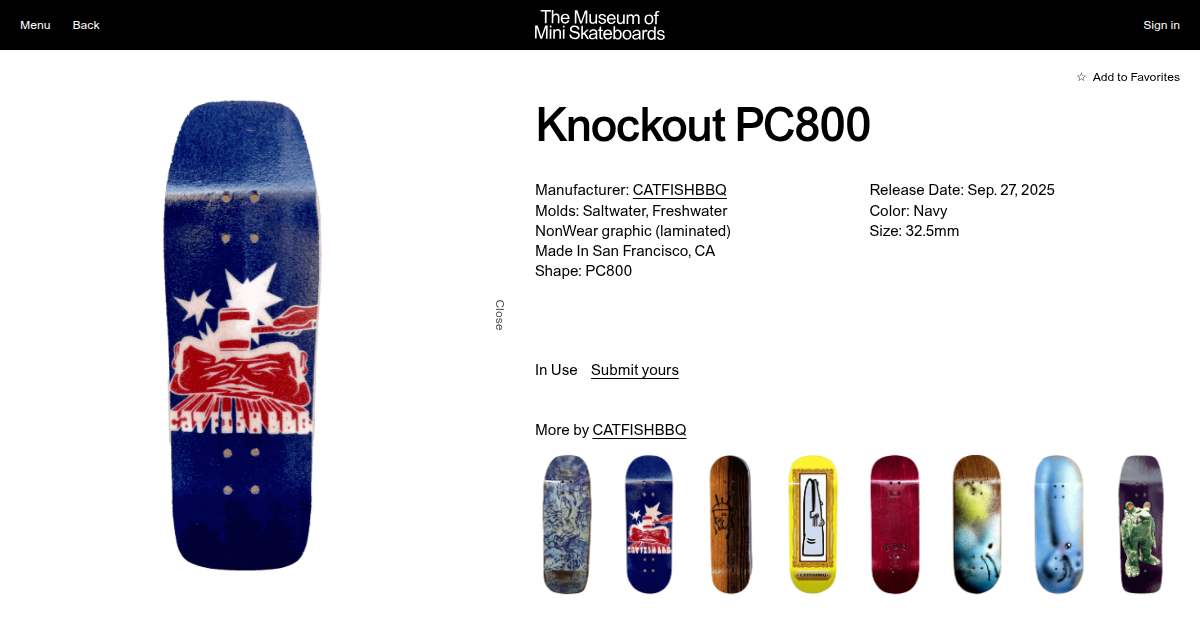 Menu
Back
The Museum of
Mini Skateboards
Sign in
☆ Add to Favorites
Knockout PC800
Manufacturer: CATFISHBBQ
Molds: Saltwater, Freshwater
NonWear graphic (laminated)
Made In San Francisco, CA
Shape: PC800
Release Date: Sep. 27, 2025
Color: Navy
Size: 32.5mm
Close
CATFISHBBQ
In Use Submit yours
More by CATFISHBBQ